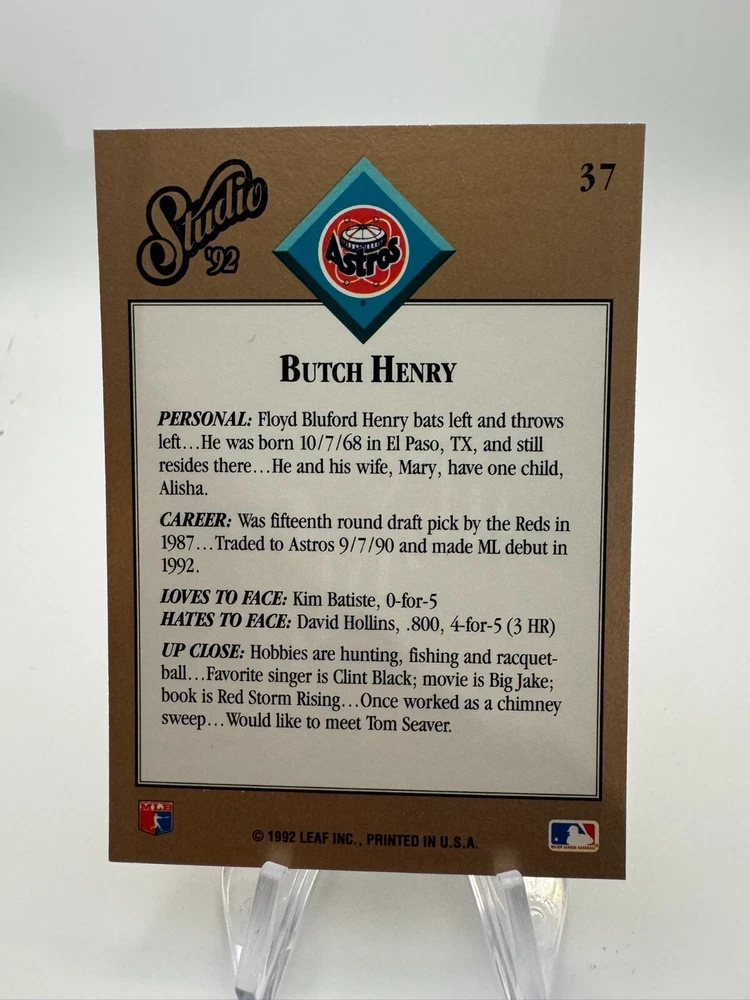 Studio
'92
37
Astros
BUTCH HENRY
PERSONAL: Floyd Bluford Henry bats left and throws
left...He was born 10/7/68 in El Paso, TX, and still
resides there...He and his wife, Mary, have one child,
Alisha.
CAREER: Was fifteenth round draft pick by the Reds in
1987...Traded to Astros 9/7/90 and made ML debut in
1992.
LOVES TO FACE: Kim Batiste, 0-for-5
HATES TO FACE: David Hollins, .800, 4-for-5 (3 HR)
UP CLOSE: Hobbies are hunting, fishing and racquet-
ball...Favorite singer is Clint Black; movie is Big Jake;
book is Red Storm Rising...Once worked as a chimney
sweep...Would like to meet Tom Seaver.
© 1992 LEAF INC., PRINTED IN U.S.A.
MAJOR LEAGUE BASEBALL